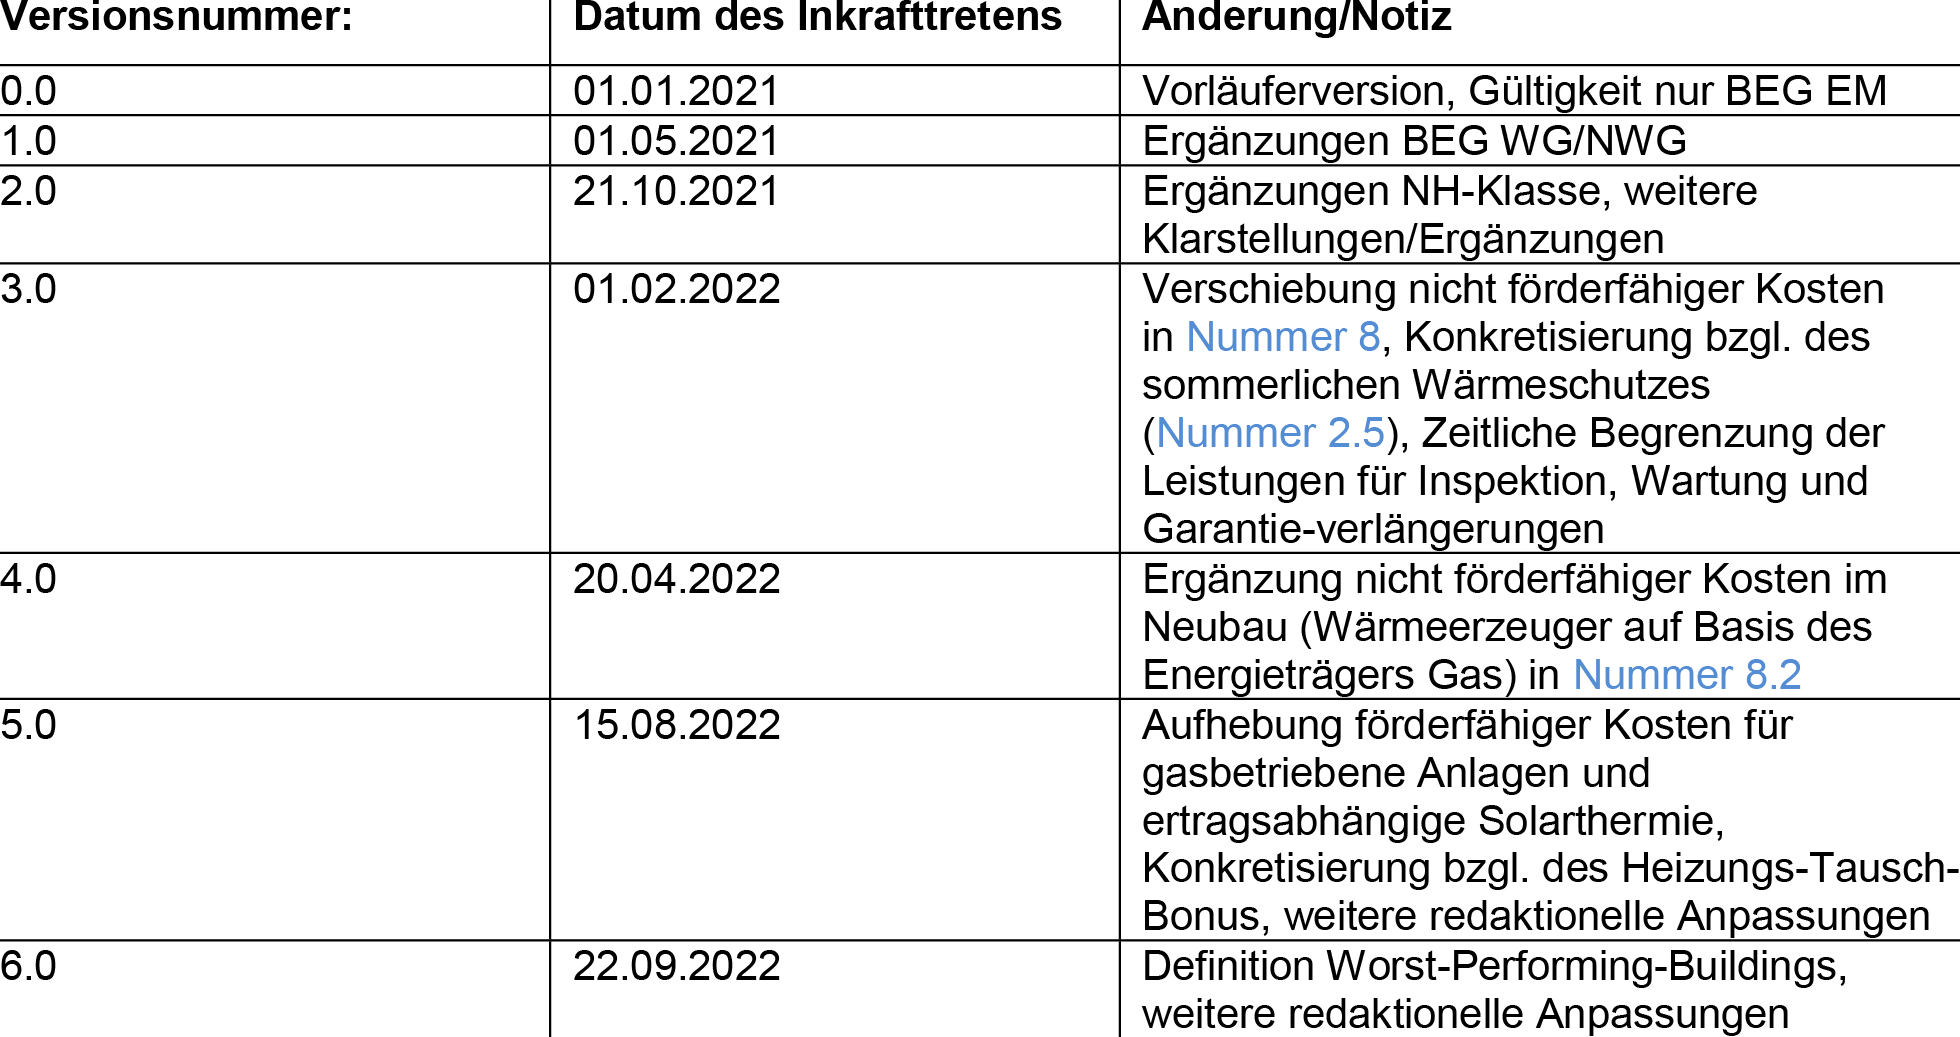 Versionsnummer: Datum des Inkrafttretens Änderung/Notiz
0.0 01.01.2021 Vorläuferversion, Gültigkeit nur BEG EM
1.0 01.05.2021 Ergänzungen BEG WG/NWG
2.0 21.10.2021 Ergänzungen NH-Klasse, weitere
Klarstellungen/Ergänzungen
3.0 01.02.2022 Verschiebung nicht förderfähiger Kosten
in Nummer 8, Konkretisierung bzgl. des
sommerlichen Wärmeschutzes
(Nummer 2.5), Zeitliche Begrenzung der
Leistungen für Inspektion, Wartung und
Garantie-verlängerungen
4.0 20.04.2022 Ergänzung nicht förderfähiger Kosten im
Neubau (Wärmeerzeuger auf Basis des
Energieträgers Gas) in Nummer 8.2
5.0 15.08.2022 Aufhebung förderfähiger Kosten für
gasbetriebene Anlagen und
ertragsabhängige Solarthermie,
Konkretisierung bzgl. des Heizungs-Tausch-
Bonus, weitere redaktionelle Anpassungen
6.0 22.09.2022 Definition Worst-Performing-Buildings,
weitere redaktionelle Anpassungen